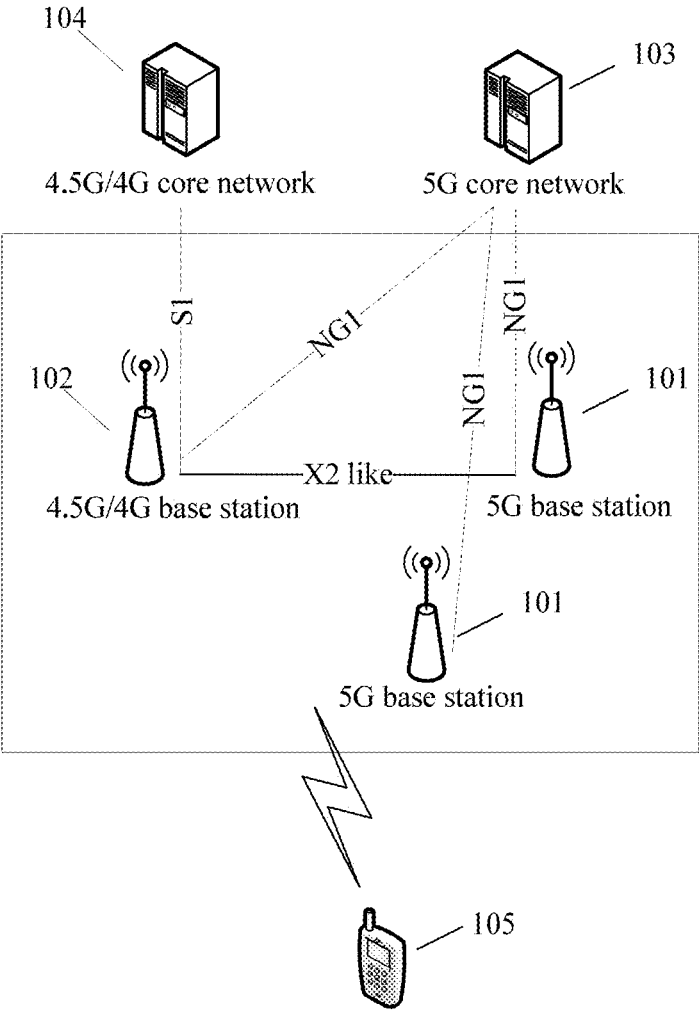 104
103
4.5G/4G core network
5G core network
S1
NG1
NG1
NG1
102
101
X2 like
4.5G/4G base station
5G base station
101
5G base station
105